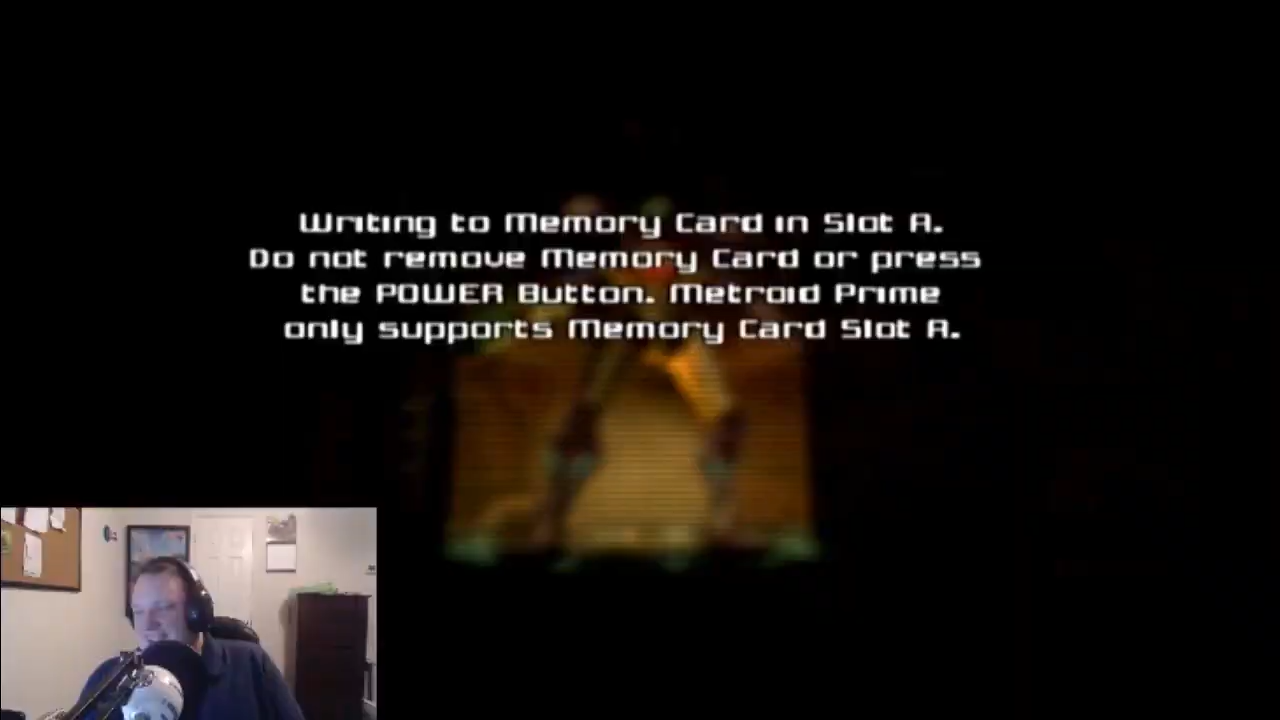 Writing to Memory Card in Slot A.
Do not remove Memory Card or press
the POWER Button. Metroid Prime
only supports Memory Card Slot A.